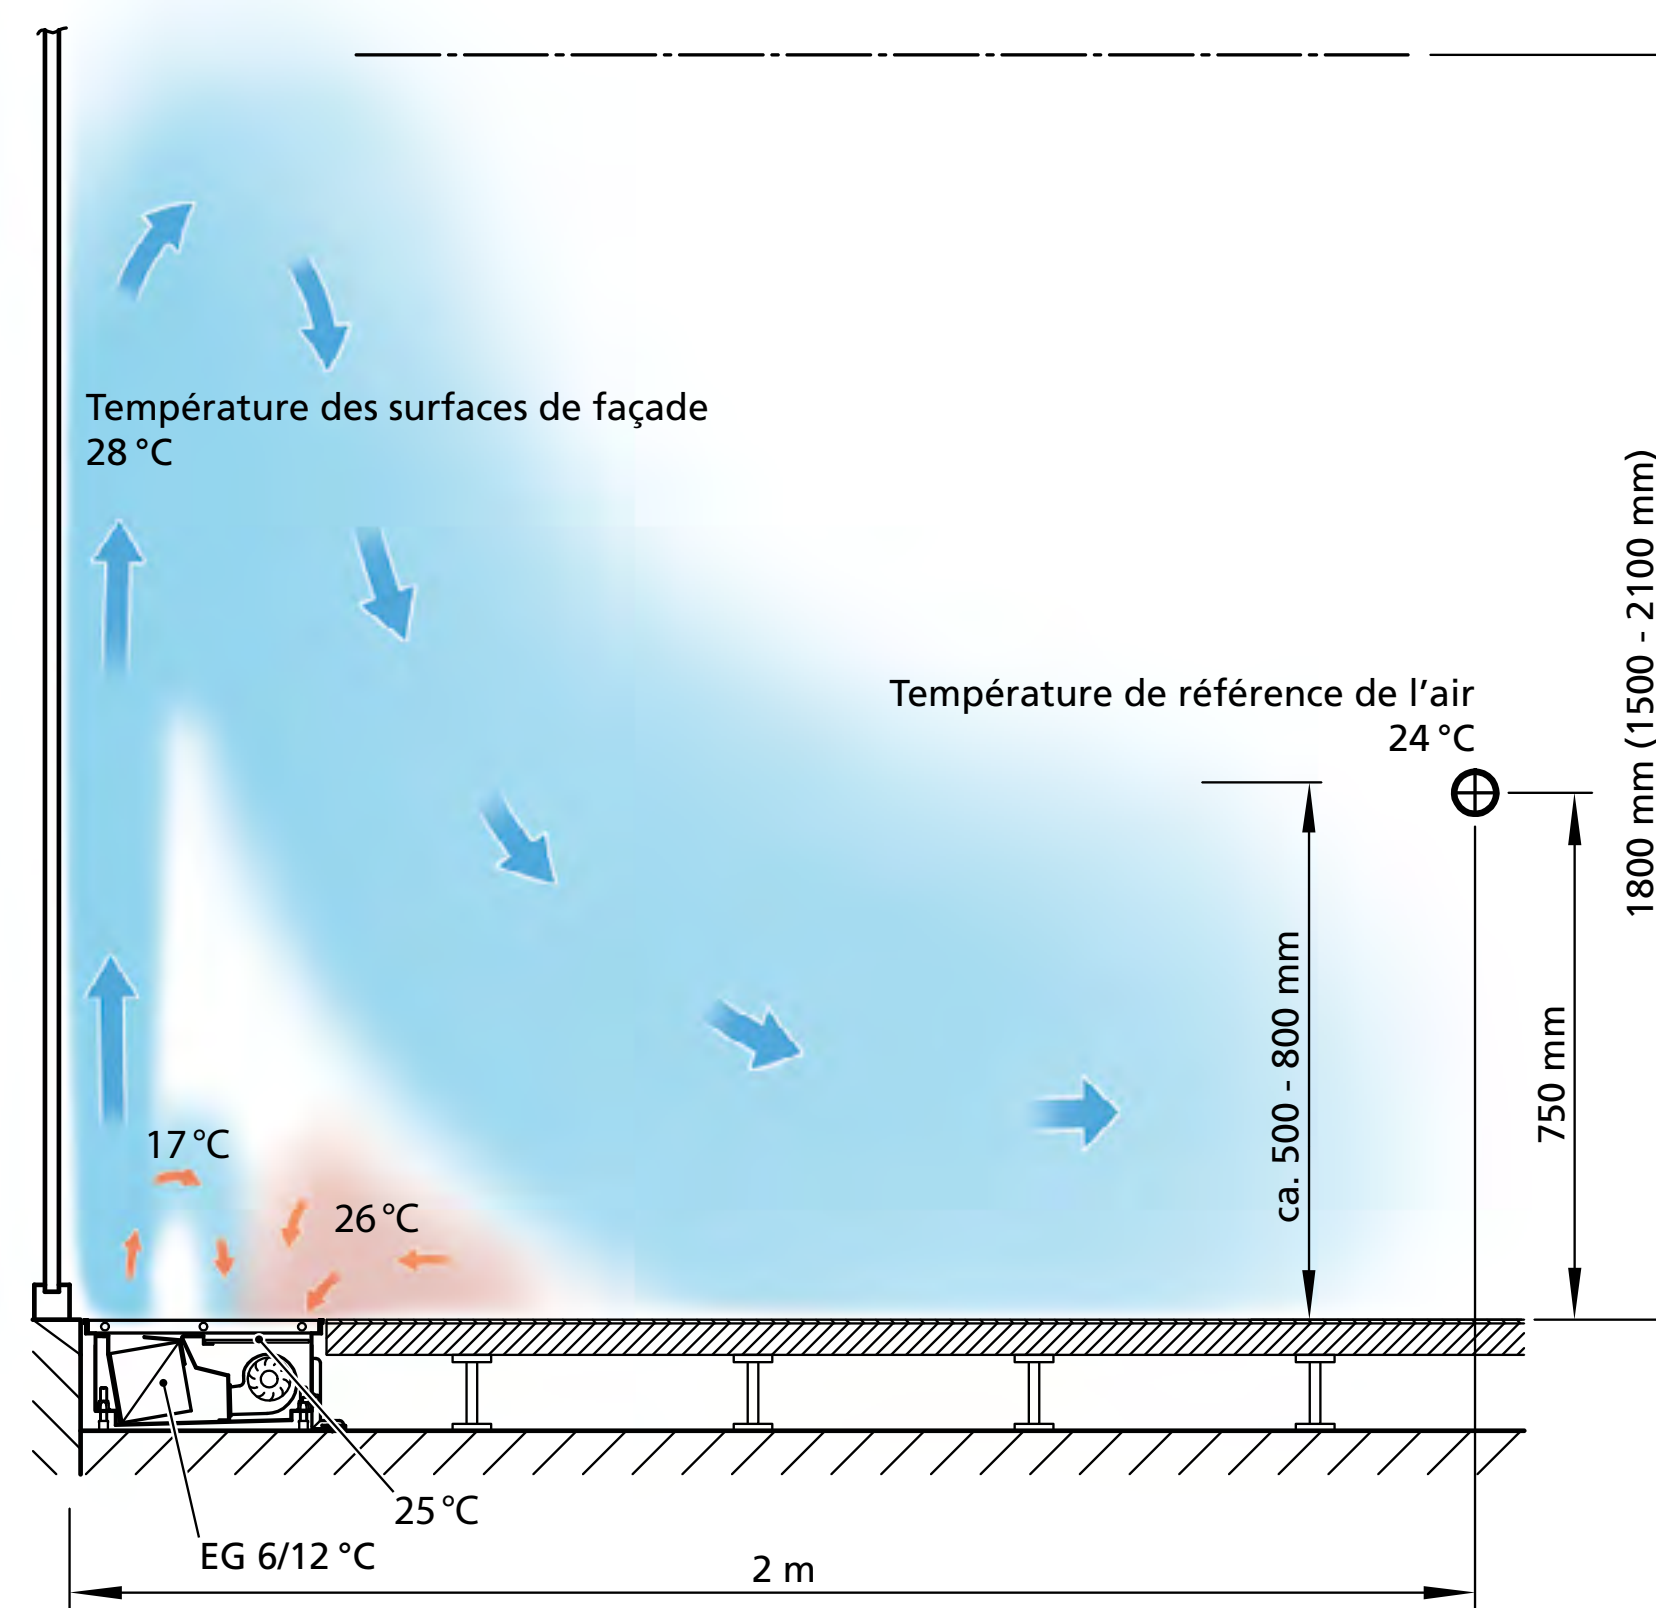 Température des surfaces de façade
28 °C
Température de référence de l’air
24 °C
1800 mm (1500 - 2100 mm)
ca. 500 - 800 mm
750 mm
17 °C
26 °C
25 °C
EG 6/12 °C
2 m